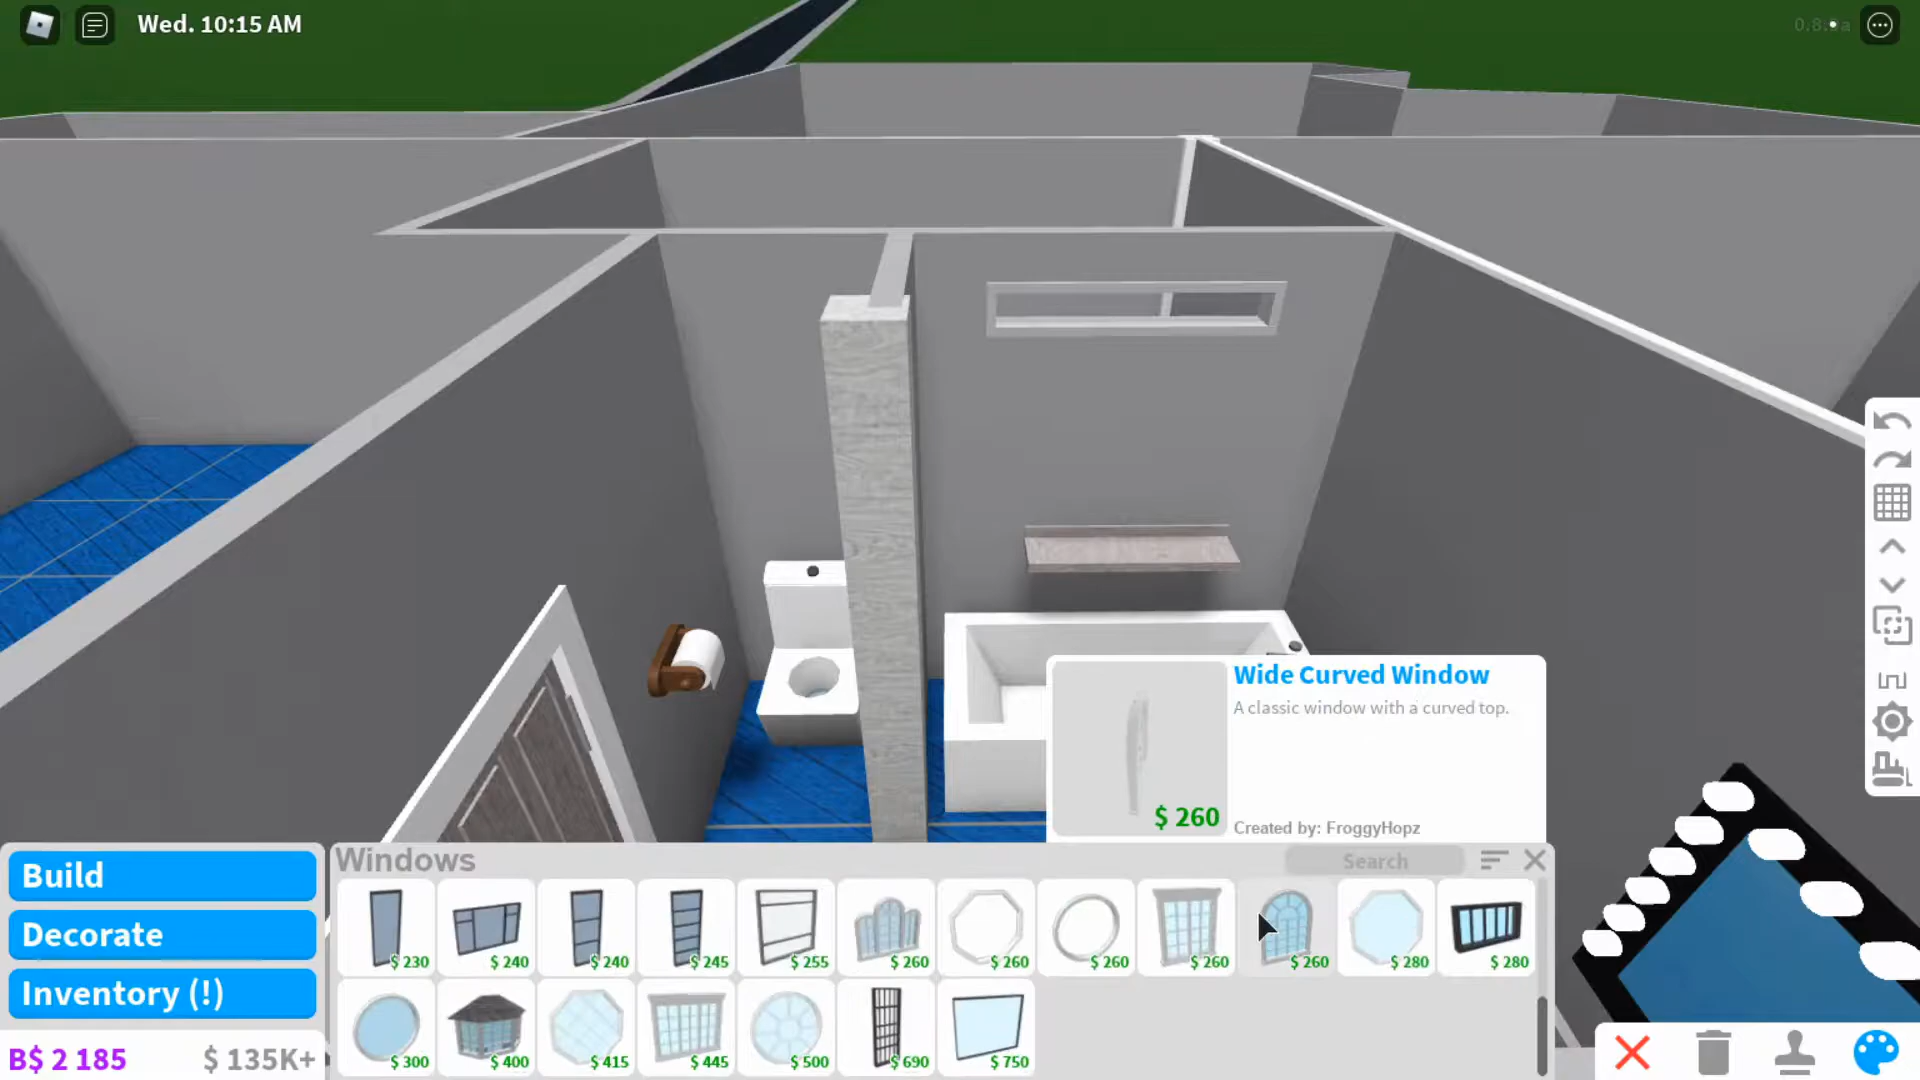 Wed. 10:15 AM
Wide Curved Window
A classic window with a curved top.
$ 260
Created by: FroggyHopz
Build
Decorate
Inventory (!)
B$ 2 185
$ 135K+
Windows
Search
$ 230
$ 240
$ 240
$ 245
$ 255
$ 260
$ 260
$ 260
$ 260
$ 260
$ 280
$ 280
$ 300
$ 400
$ 415
$ 445
$ 500
$ 690
$ 750